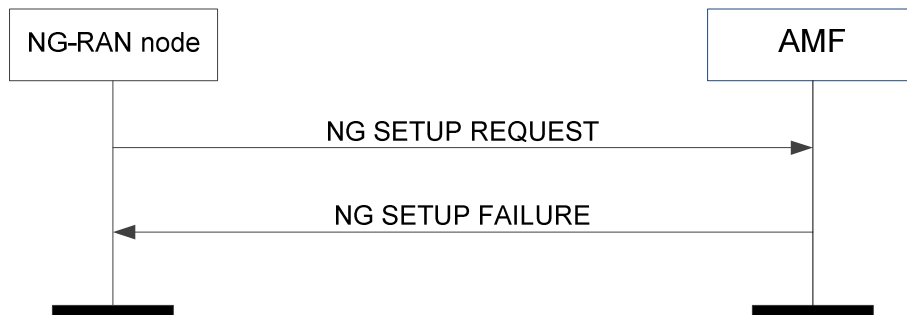 NG-RAN node
AMF
NG SETUP REQUEST
NG SETUP FAILURE